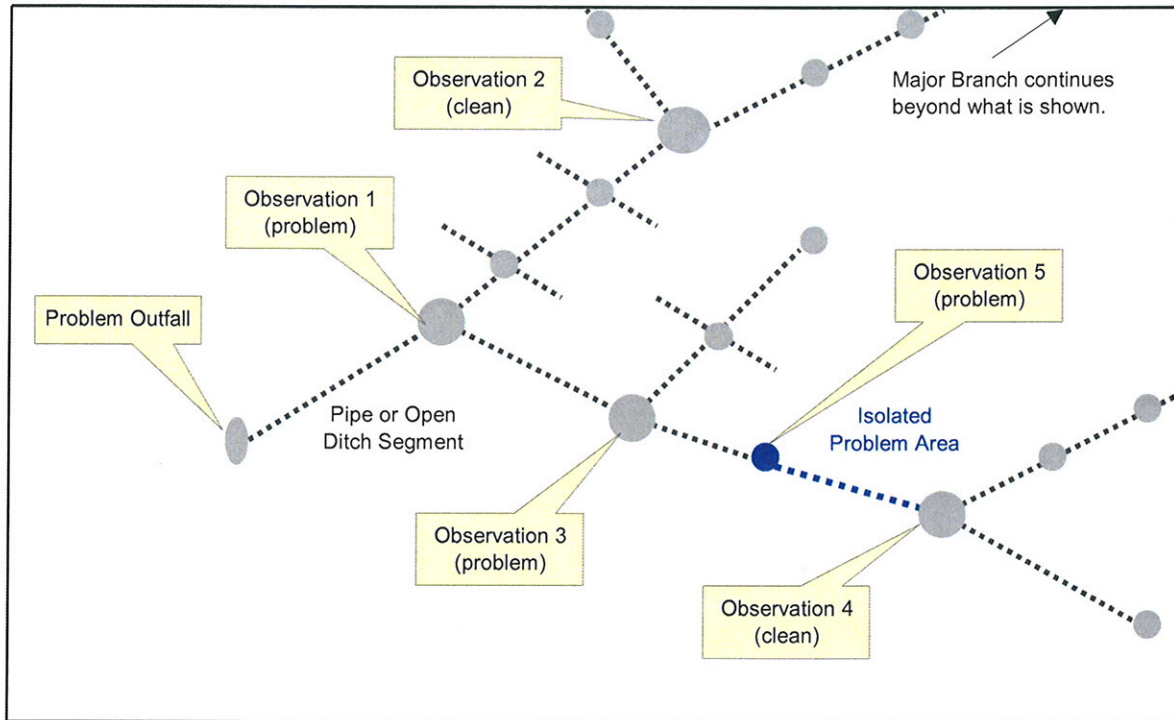 Observation 2
(clean)
Major Branch continues
beyond what is shown.
Observation 1
(problem)
Observation 5
(problem)
Problem Outfall
Pipe or Open
Ditch Segment
Isolated
Problem Area
Observation 3
(problem)
Observation 4
(clean)